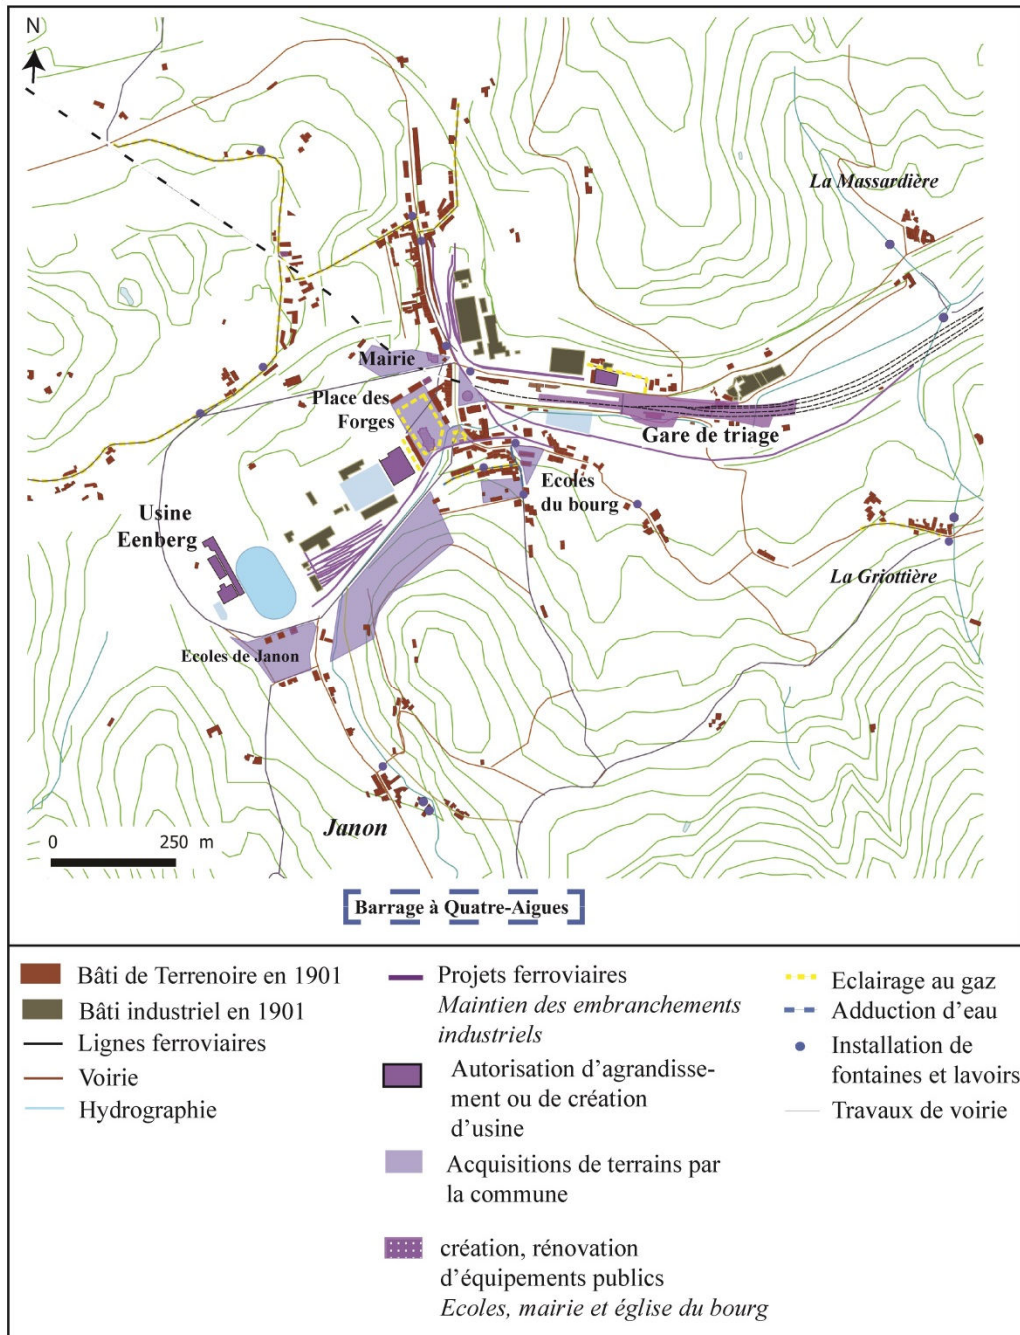 N
La Massardière
Mairie
Place des
Forges
Gare de triage
Ecoles
du bourg
Usine
Eenberg
La Griottière
Ecoles de Janon
Janon
0 250 m
Barrage à Quatre-Aigues
Bâti de Terrenoire en 1901
Bâti industriel en 1901
Lignes ferroviaires
Voirie
Hydrographie
Projets ferroviaires
Maintien des embranchements
industriels
Autorisation d'agrandisse-
ment ou de création
d'usine
Acquisitions de terrains par
la commune
création, rénovation
d'équipements publics
Ecoles, mairie et église du bourg
Eclairage au gaz
Adduction d'eau
Installation de
fontaines et lavoirs
Travaux de voirie